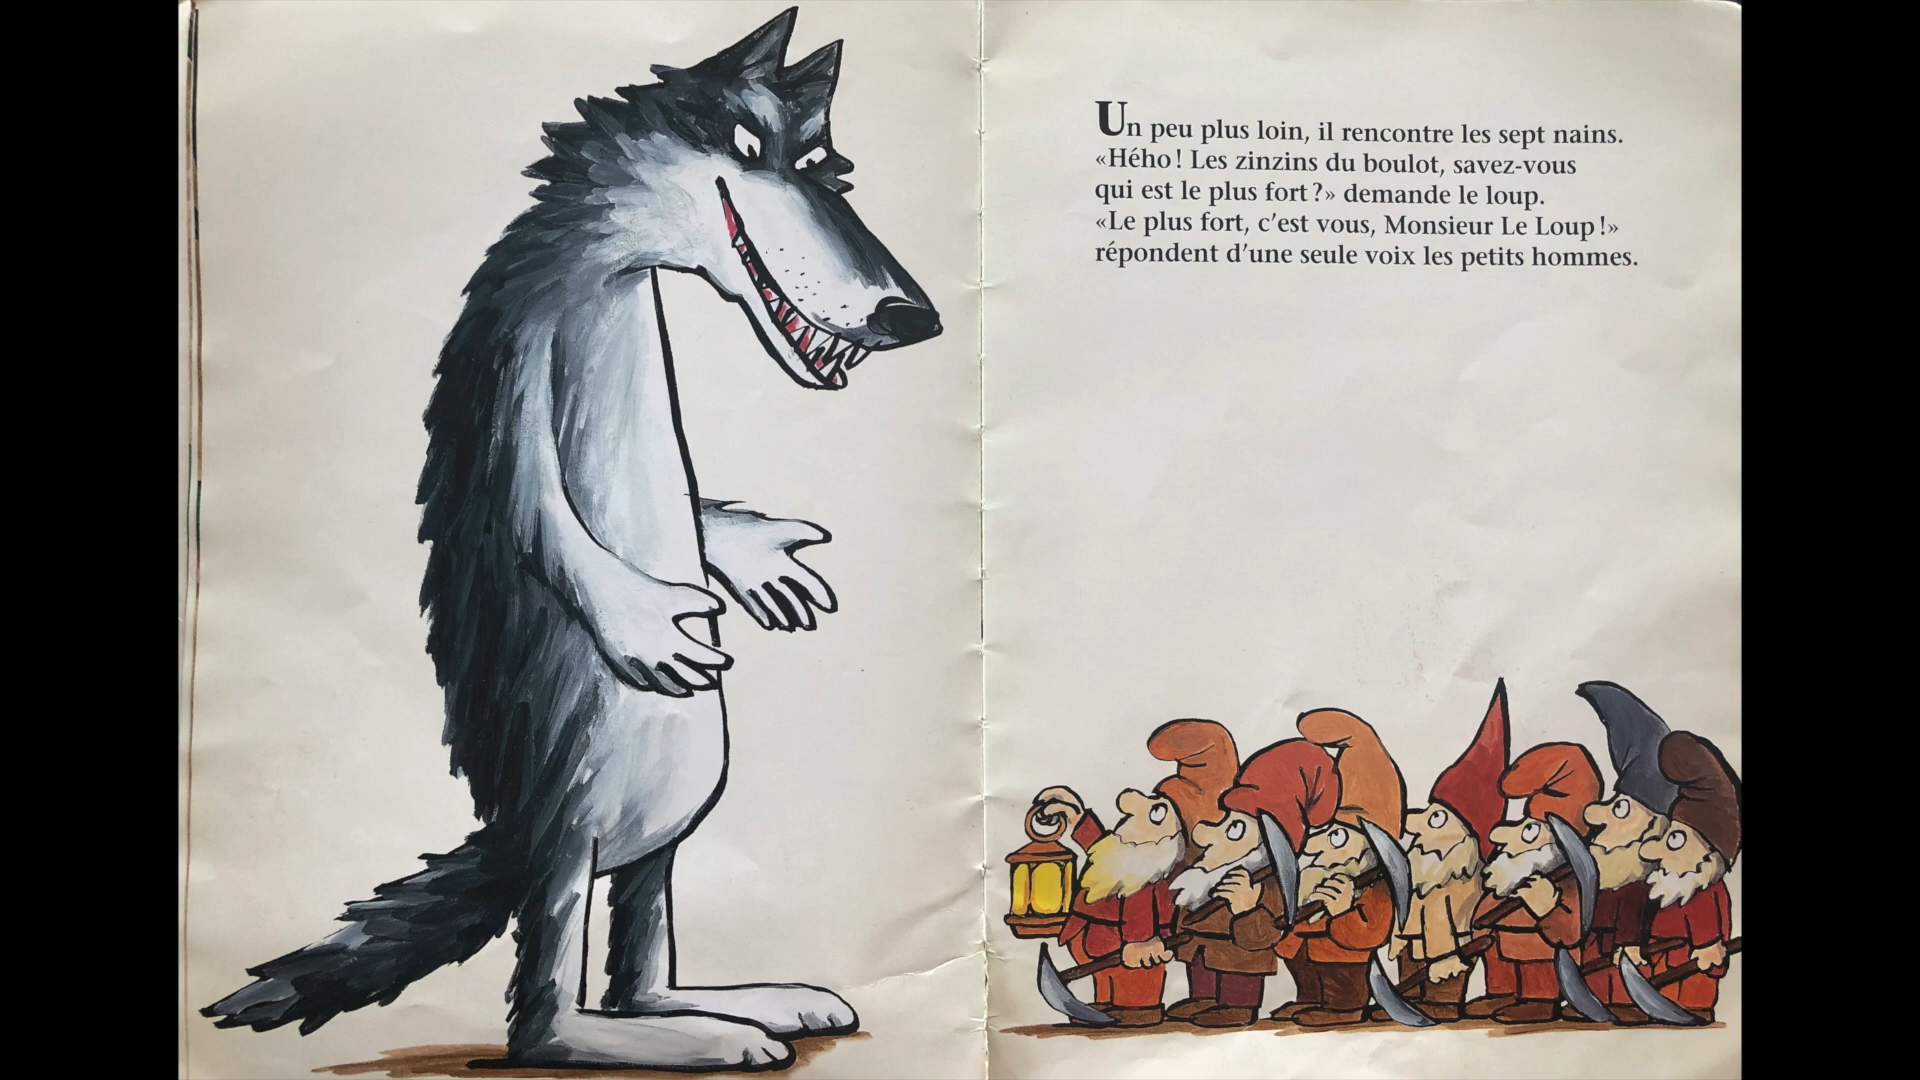 Un peu plus loin, il rencontre les sept nains.
«Hého! Les zinzins du boulot, savez-vous
qui est le plus fort?» demande le loup.
«Le plus fort, c'est vous, Monsieur Le Loup!»
répondent d'une seule voix les petits hommes.